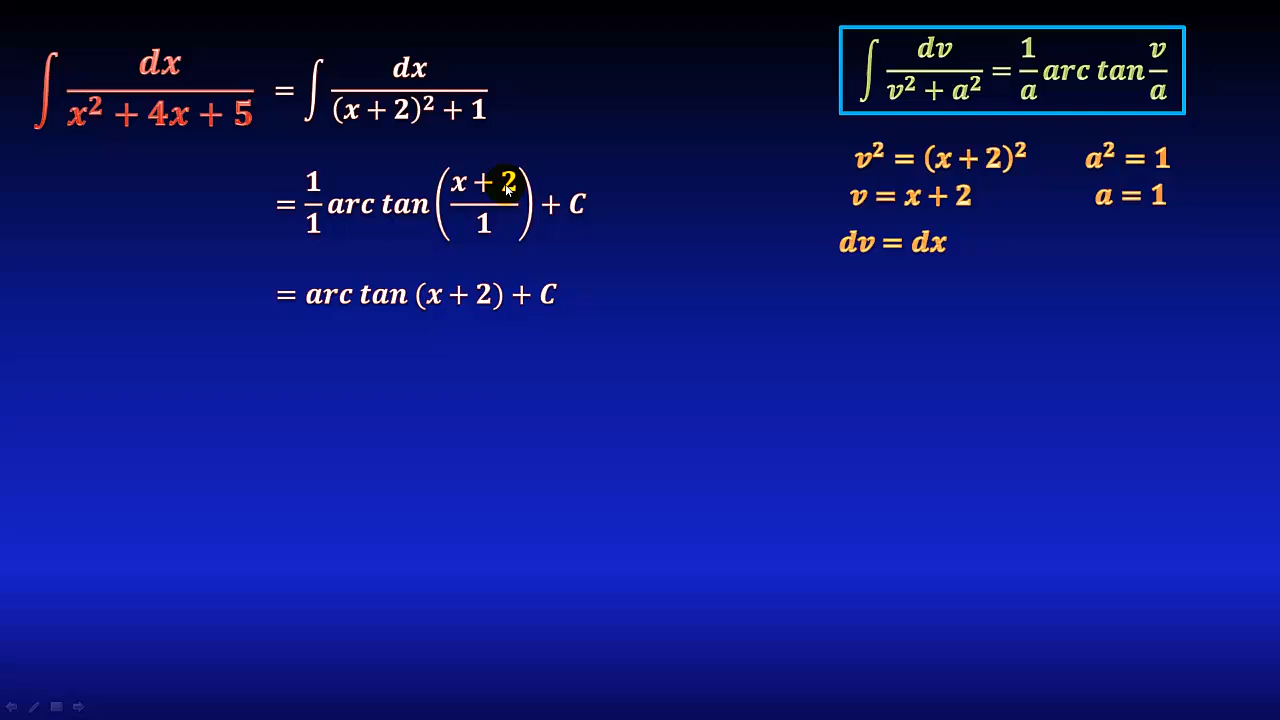 ∫ dx / (x² + 4x + 5) = ∫ dx / ((x + 2)² + 1)
= 1/1 arc tan ((x + 2)/1) + C
= arc tan (x + 2) + C
∫ dv / (v² + a²) = 1/a arc tan v/a
v² = (x + 2)² a² = 1
v = x + 2 a = 1
dv = dx